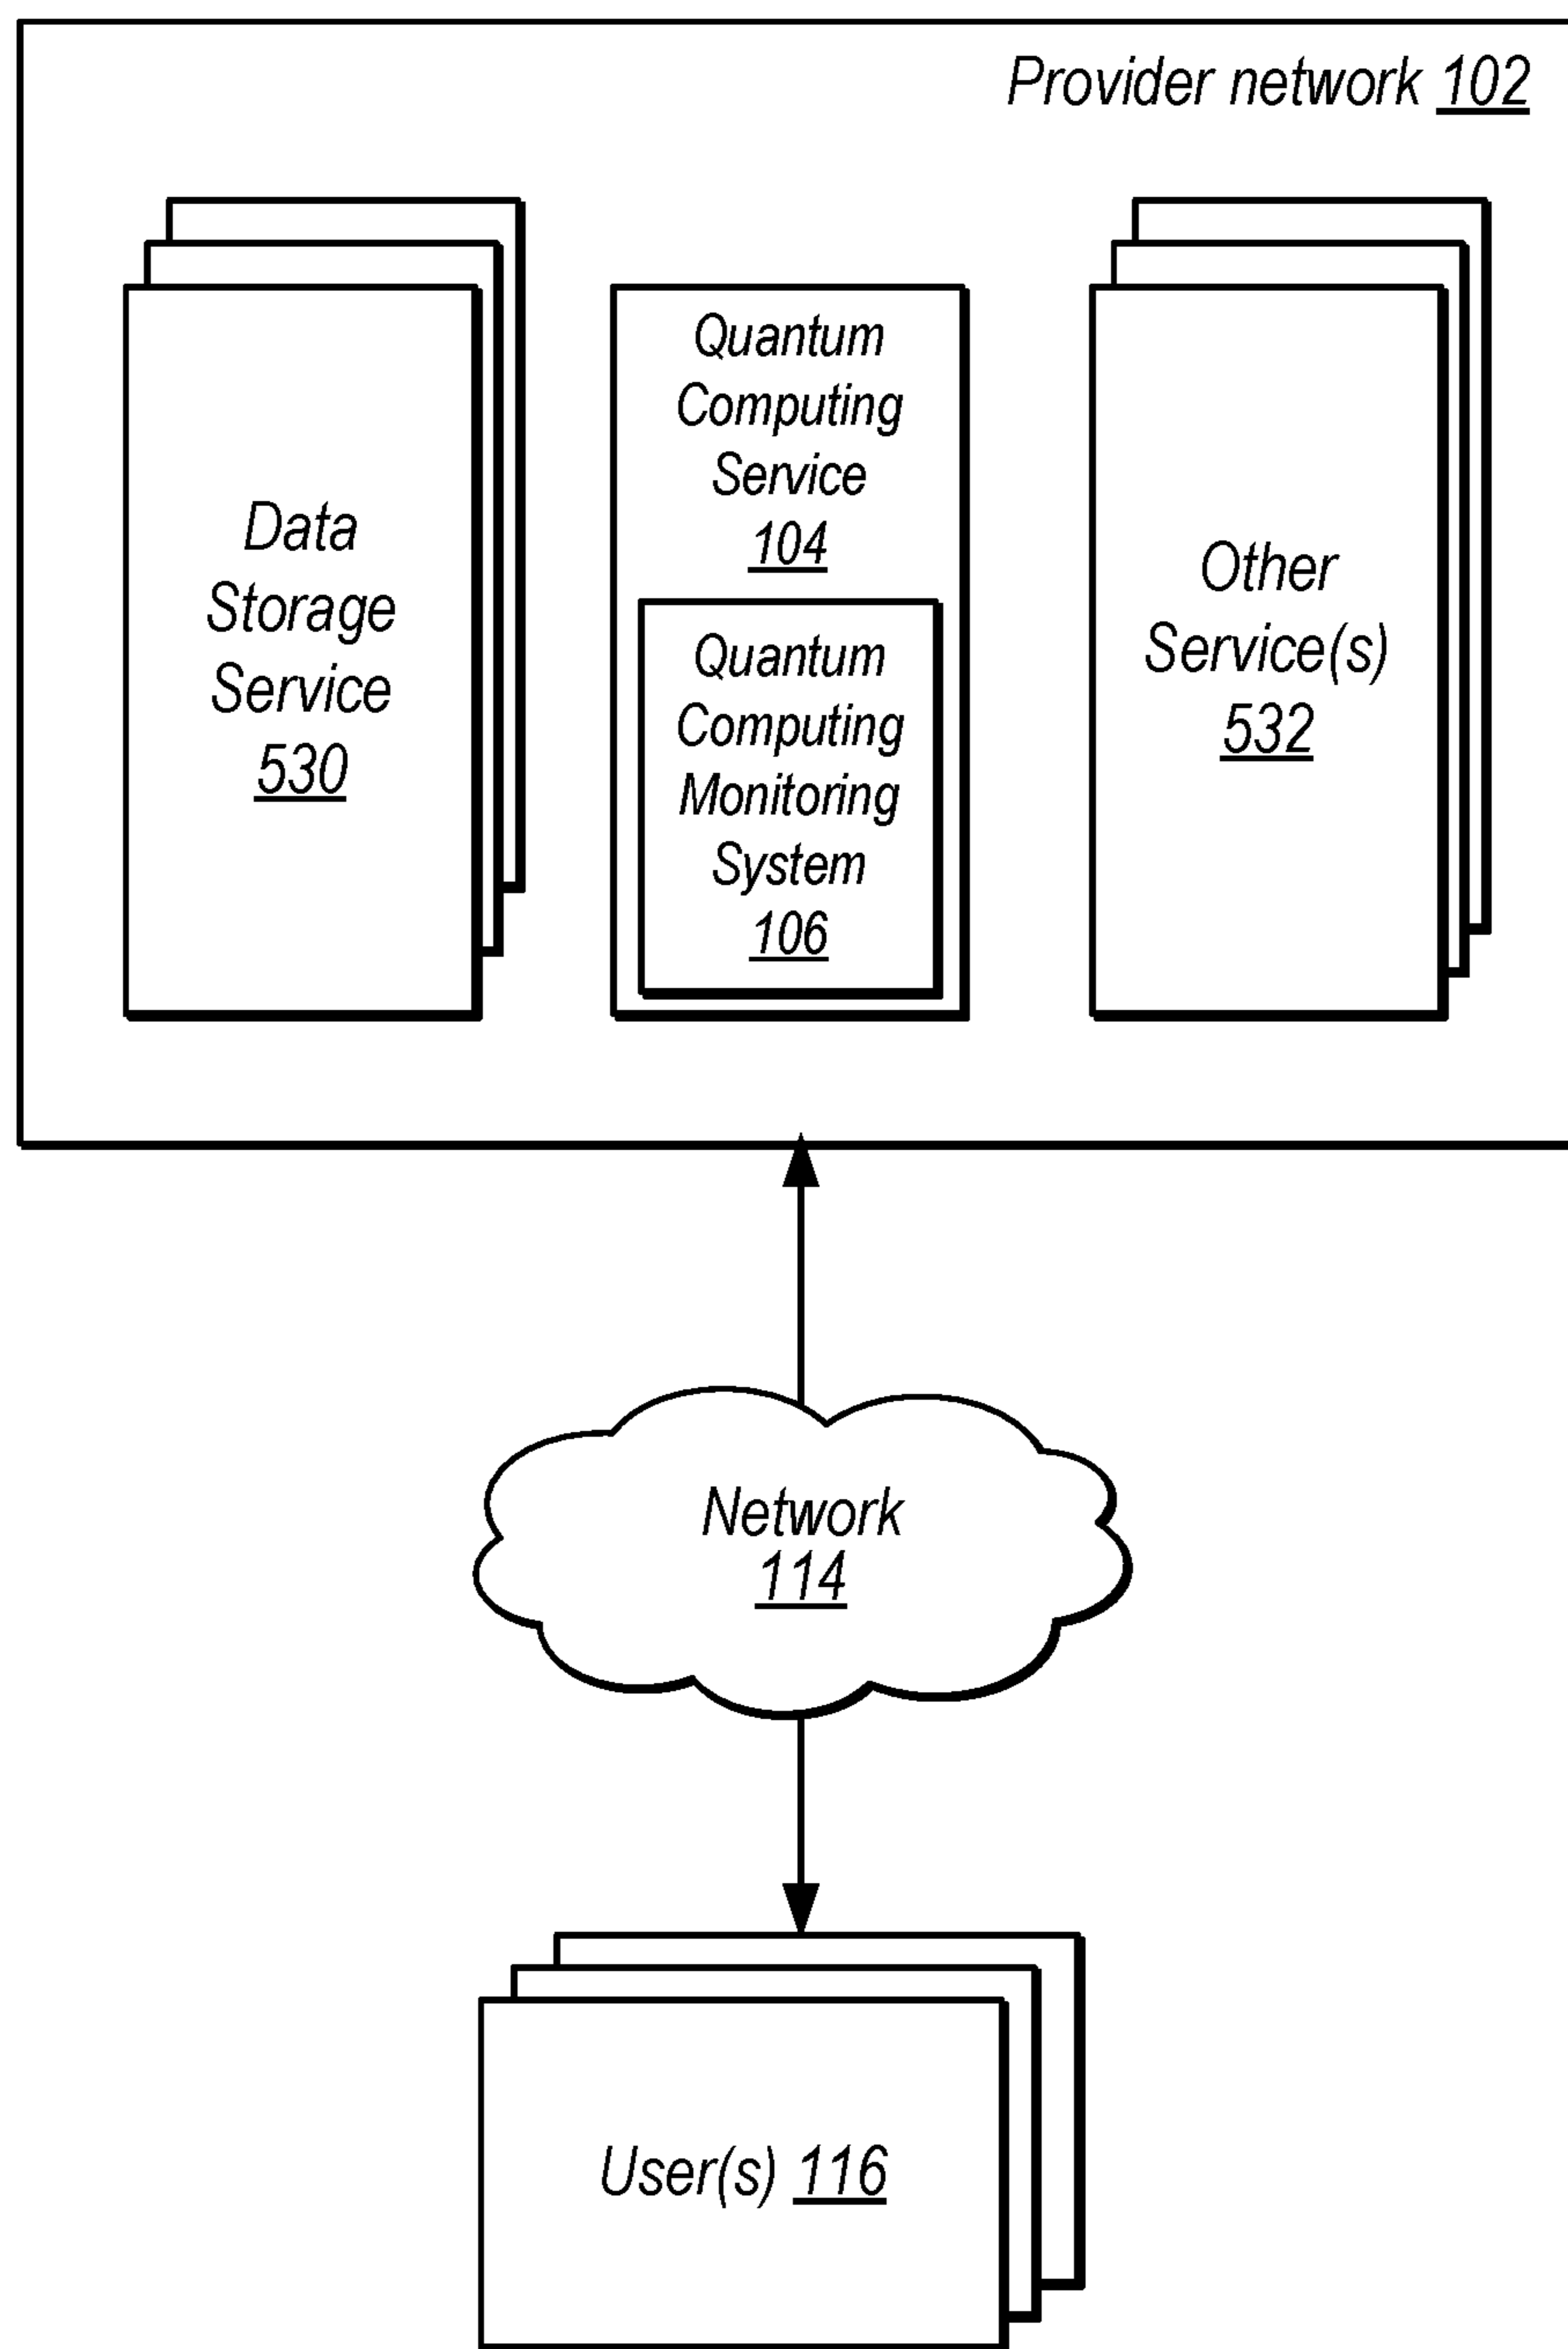 Provider network 102
Data
Storage
Service
530
Quantum
Computing
Service
104
Quantum
Computing
Monitoring
System
106
Other
Service(s)
532
Network
114
User(s) 116